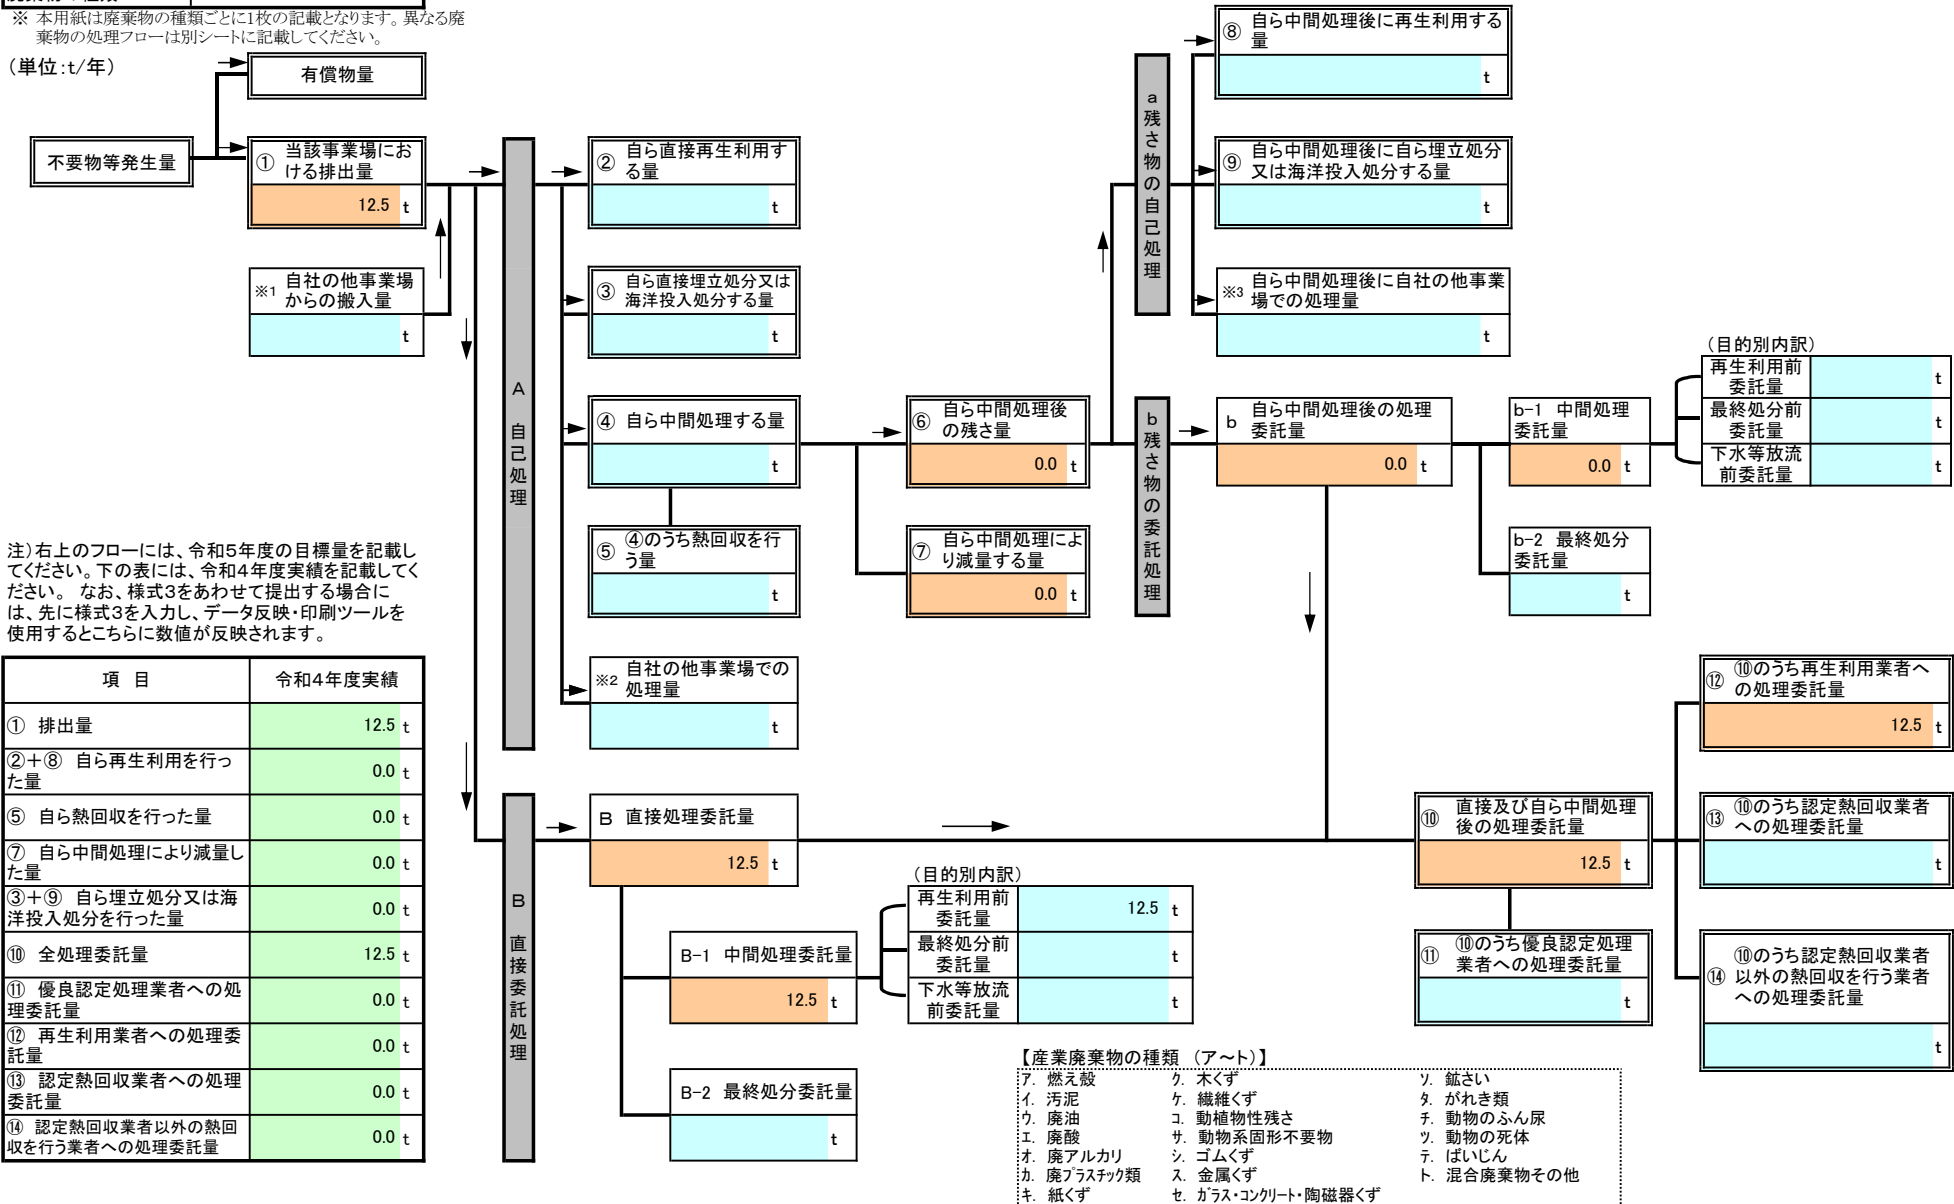 ※ 本用紙は廃棄物の種類ごとに1枚の記載となります。異なる廃
棄物の処理フローは別シートに記載してください。
（単位:t/年）
有償物量
不要物等発生量
① 当該事業場にお
ける排出量
12.5 t
※1 自社の他事業場
からの搬入量
t
A 自己処理
② 自ら直接再生利用す
る量
t
③ 自ら直接埋立処分又は
海洋投入処分する量
t
④ 自ら中間処理する量
t
⑤ ④のうち熱回収を行
う量
t
※2 自社の他事業場での
処理量
t
⑥ 自ら中間処理後
の残さ量
0.0 t
⑦ 自ら中間処理によ
り減量する量
0.0 t
a残さ物の自己処理
⑧ 自ら中間処理後に再生利用する
量
t
⑨ 自ら中間処理後に自ら埋立処分
又は海洋投入処分する量
t
※3 自ら中間処理後に自社の他事業
場での処理量
t
b残さ物の委託処理
b 自ら中間処理後の処理
委託量
0.0 t
b-1 中間処理
委託量
0.0 t
（目的別内訳）
再生利用前
委託量
t
最終処分前
委託量
t
下水等放流
前委託量
t
b-2 最終処分
委託量
t
注）右上のフローには、令和5年度の目標量を記載し
てください。下の表には、令和4年度実績を記載してく
ださい。 なお、様式3をあわせて提出する場合に
は、先に様式3を入力し、データ反映・印刷ツールを
使用するとこちらに数値が反映されます。
項 目 令和4年度実績
① 排出量 12.5 t
②+⑧ 自ら再生利用を行っ
た量 0.0 t
⑤ 自ら熱回収を行った量 0.0 t
⑦ 自ら中間処理により減量し
た量 0.0 t
③+⑨ 自ら埋立処分又は海
洋投入処分を行った量 0.0 t
⑩ 全処理委託量 12.5 t
⑪ 優良認定処理業者への処
理委託量 0.0 t
⑫ 再生利用業者への処理委
託量 0.0 t
⑬ 認定熱回収業者への処理
委託量 0.0 t
⑭ 認定熱回収業者以外の熱回
収を行う業者への処理委託量 0.0 t
B 直接委託処理
B 直接処理委託量
12.5 t
B-1 中間処理委託量
12.5 t
B-2 最終処分委託量
t
（目的別内訳）
再生利用前
委託量
12.5 t
最終処分前
委託量
t
下水等放流
前委託量
t
⑩ 直接及び自ら中間処理
後の処理委託量
12.5 t
⑪ ⑩のうち優良認定処理
業者への処理委託量
t
⑫ ⑩のうち再生利用業者へ
の処理委託量
12.5 t
⑬ ⑩のうち認定熱回収業者
への処理委託量
t
⑭ ⑩のうち認定熱回収業者
以外の熱回収を行う業者
への処理委託量
t
【産業廃棄物の種類 （ア～ト）】
ｱ. 燃え殻 ｸ. 木くず ｿ. 鉱さい
ｲ. 汚泥 ｹ. 繊維くず ﾀ. がれき類
ｳ. 廃油 ｺ. 動植物性残さ ﾁ. 動物のふん尿
ｴ. 廃酸 ｻ. 動物系固形不要物 ﾂ. 動物の死体
ｵ. 廃アルカリ ｼ. ゴムくず ﾃ. ばいじん
ｶ. 廃ﾌﾟﾗｽﾁｯｸ類 ｽ. 金属くず ﾄ. 混合廃棄物その他
ｷ. 紙くず ｾ. ｶﾞﾗｽ・ｺﾝｸﾘｰﾄ・陶磁器くず